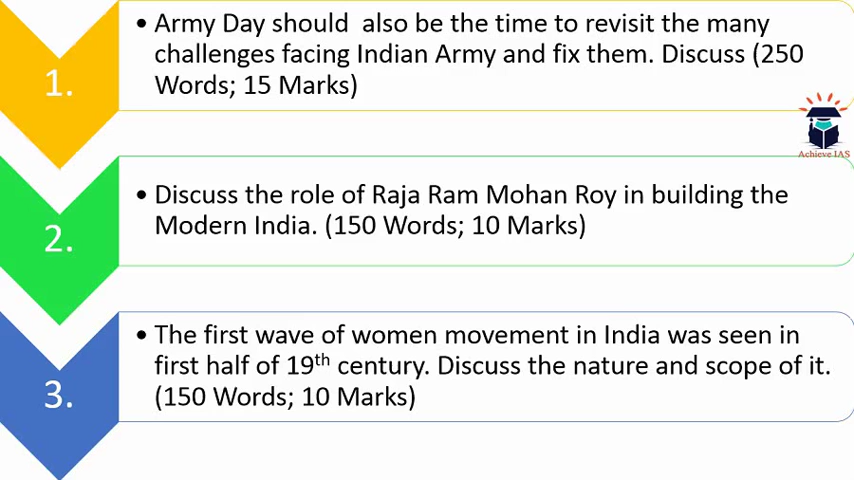 1.
• Army Day should also be the time to revisit the many
challenges facing Indian Army and fix them. Discuss (250
Words; 15 Marks)
Achieve IAS
2.
• Discuss the role of Raja Ram Mohan Roy in building the
Modern India. (150 Words; 10 Marks)
3.
• The first wave of women movement in India was seen in
first half of 19th century. Discuss the nature and scope of it.
(150 Words; 10 Marks)